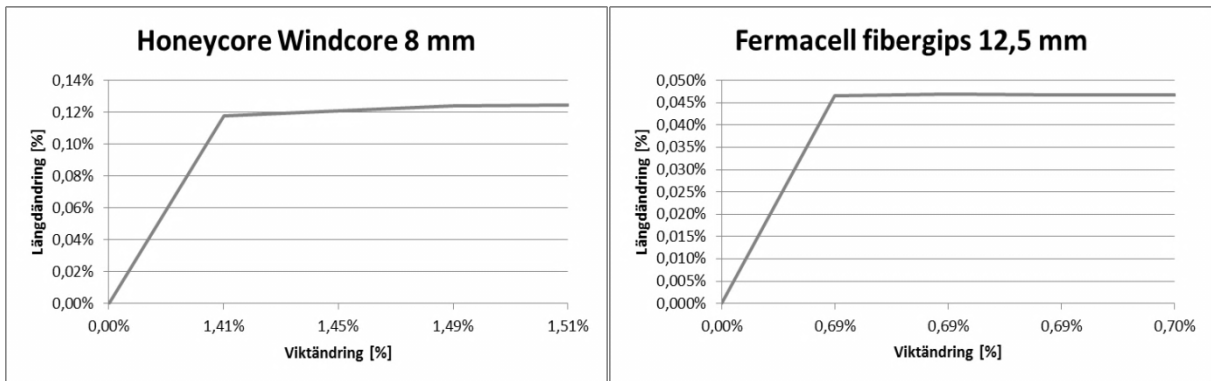 Honeycore Windcore 8 mm
Längdändring [%]
0,14%
0,12%
0,10%
0,08%
0,06%
0,04%
0,02%
0,00%
0,00% 1,41% 1,45% 1,49% 1,51%
Viktändring [%]
Fermacell fibergips 12,5 mm
Längdändring [%]
0,050%
0,045%
0,040%
0,035%
0,030%
0,025%
0,020%
0,015%
0,010%
0,005%
0,000%
0,00% 0,69% 0,69% 0,69% 0,70%
Viktändring [%]